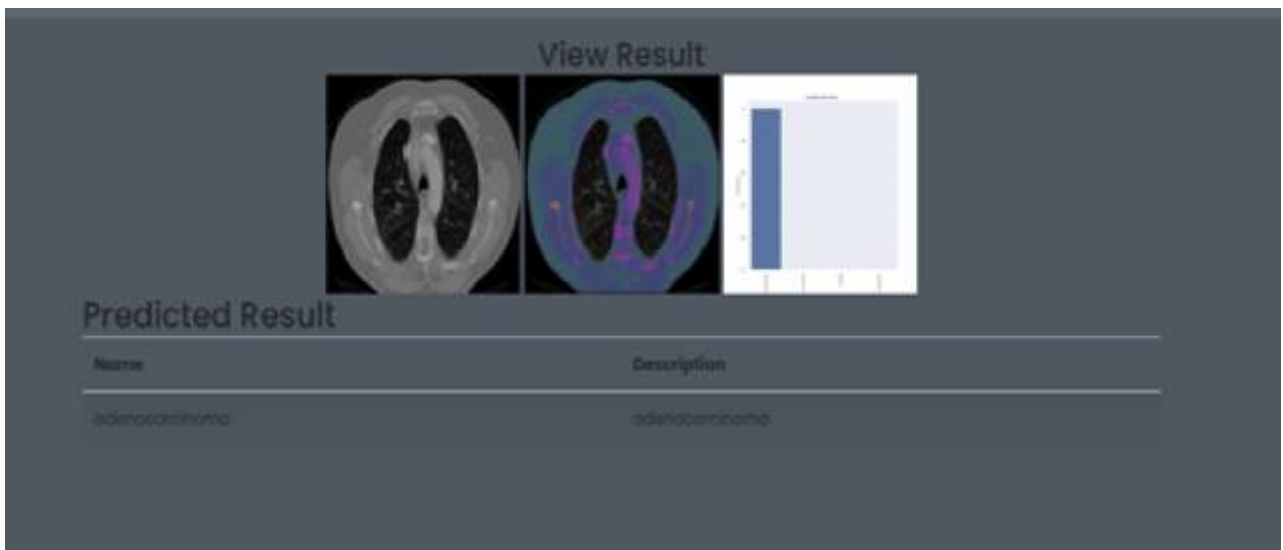 View Result
Predicted Result
Name Description
adenocarcinoma adenocarcinoma